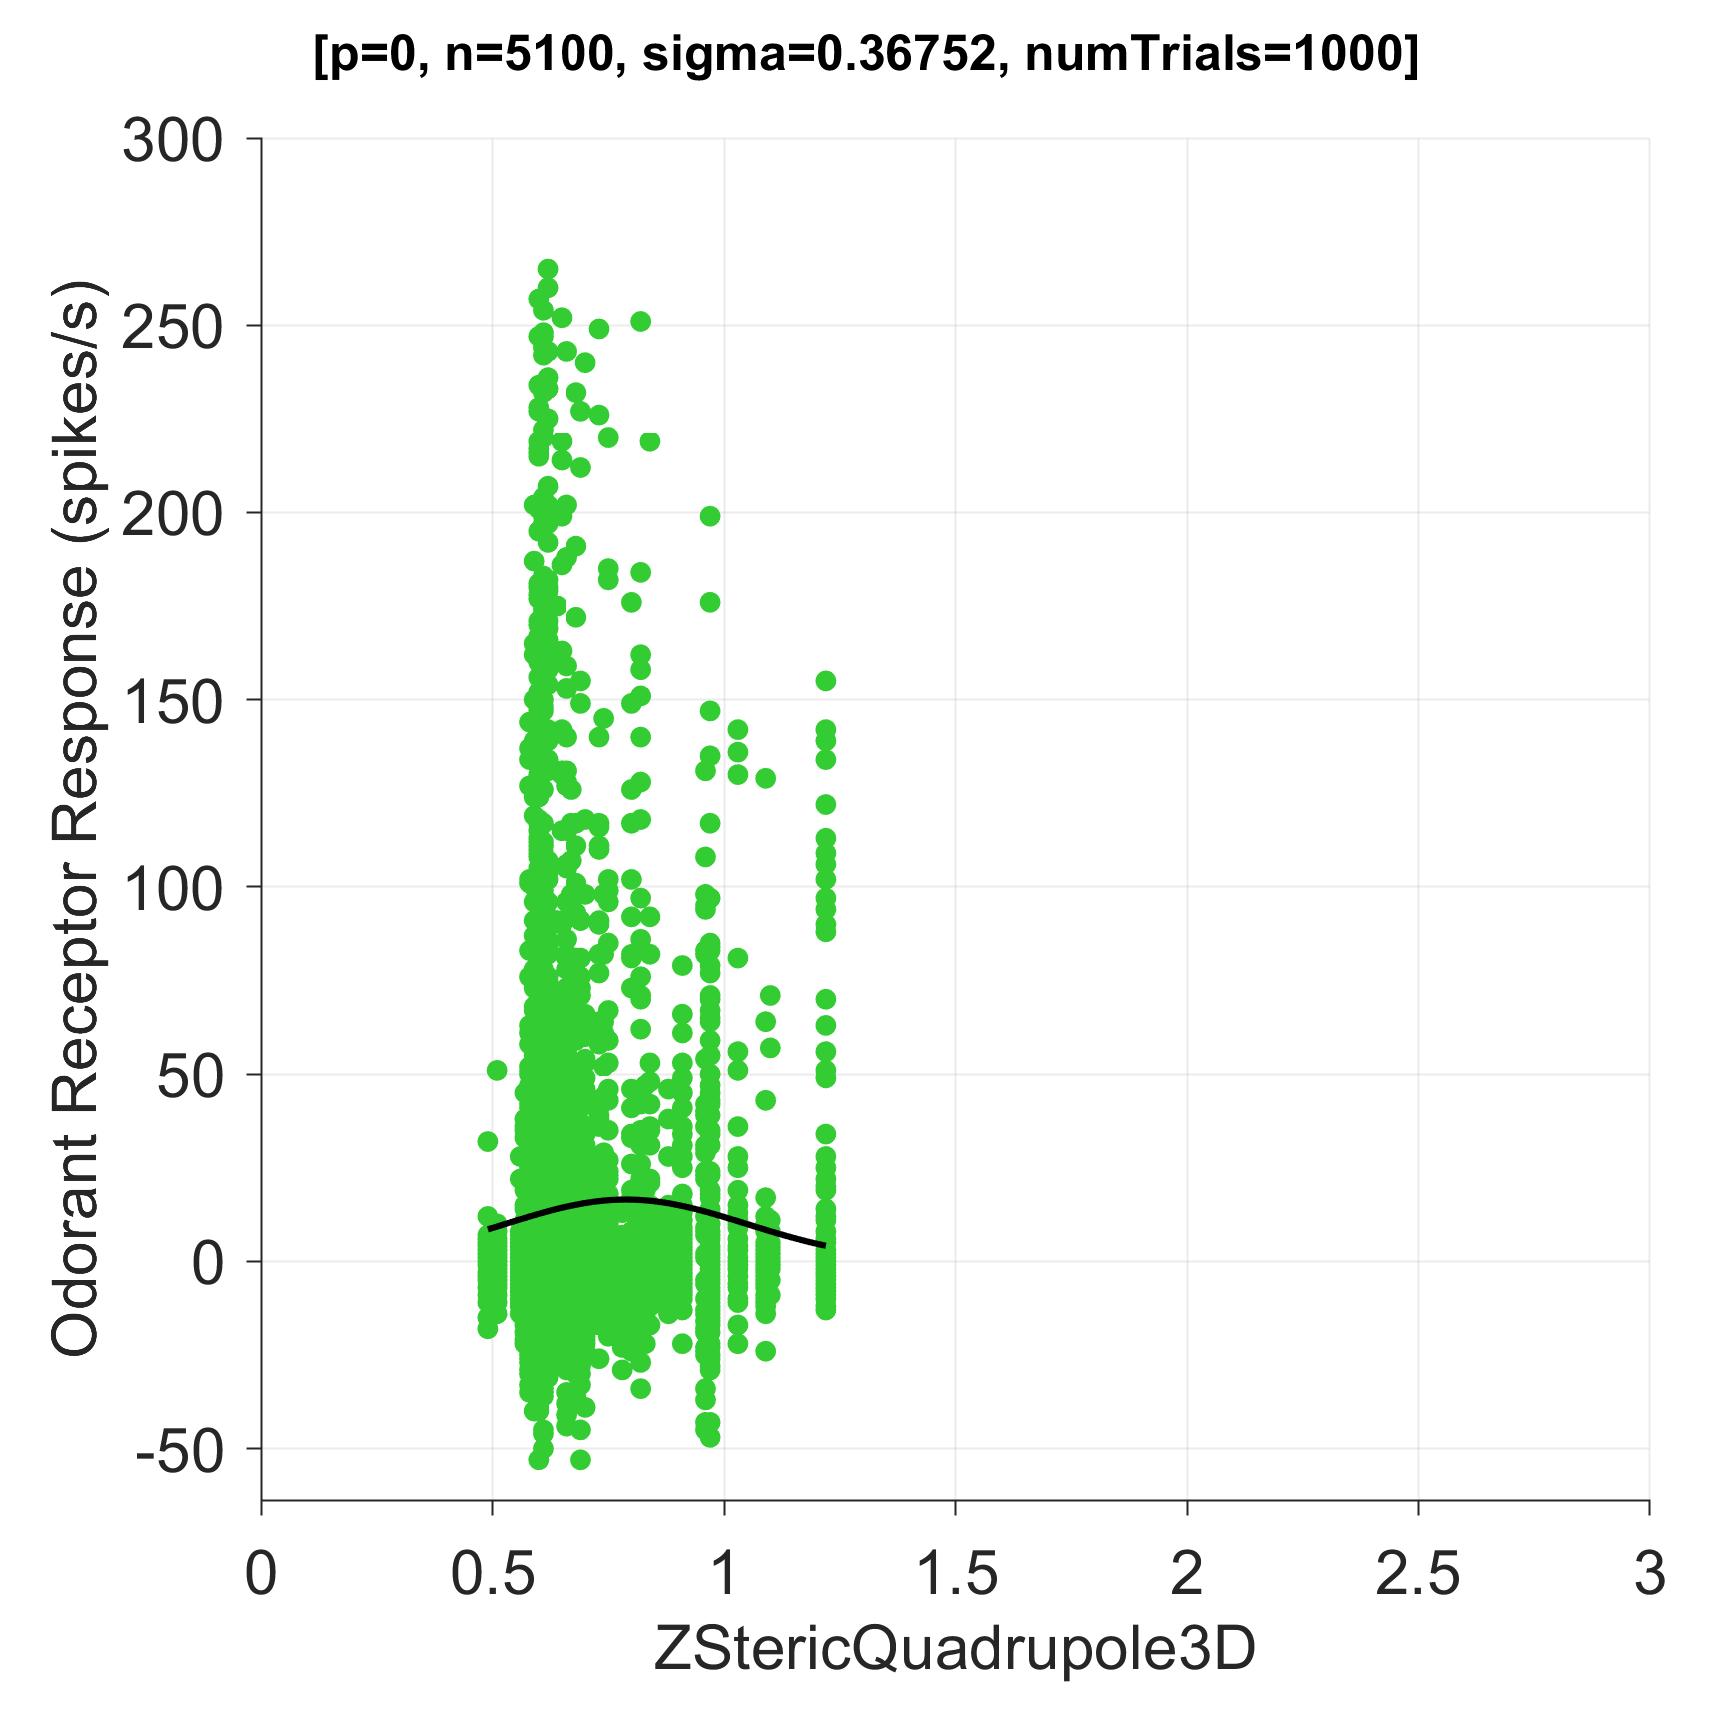 [p=0, n=5100, sigma=0.36752, numTrials=1000]
300
250
200
150
100
50
0
-50
Odorant Receptor Response (spikes/s)
0 0.5 1 1.5 2 2.5 3
ZStericQuadrupole3D